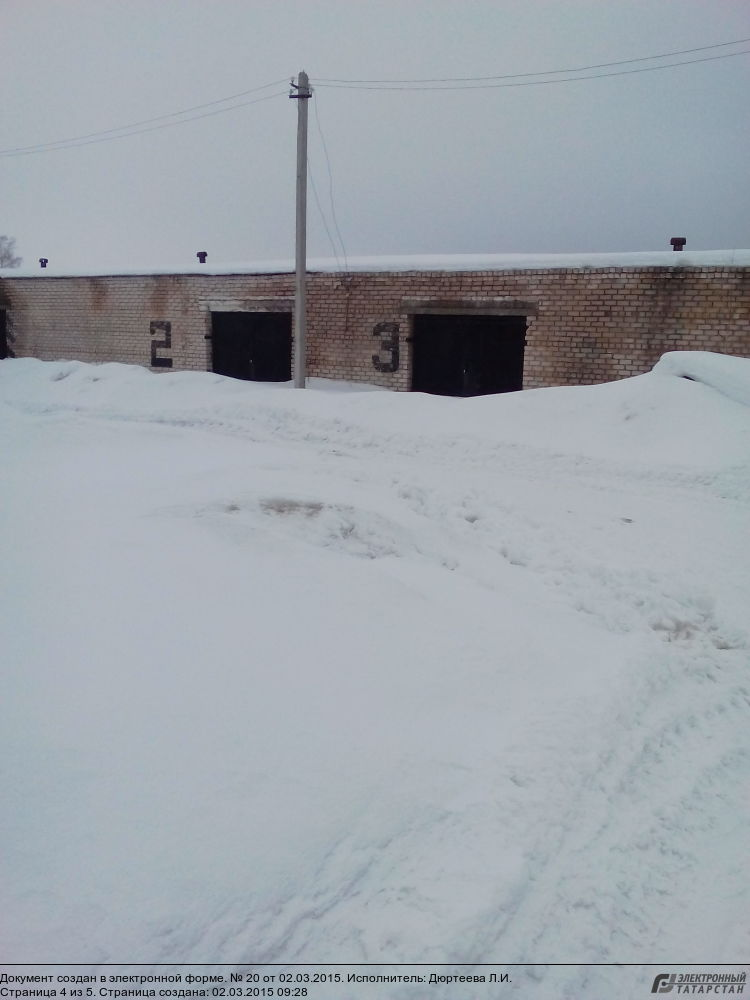 2
3
Документ создан в электронной форме. № 20 от 02.03.2015. Исполнитель: Дюртеева Л.И.
Страница 4 из 5. Страница создана: 02.03.2015 09:28
ЭЛЕКТРОННЫЙ
ТАТАРСТАН